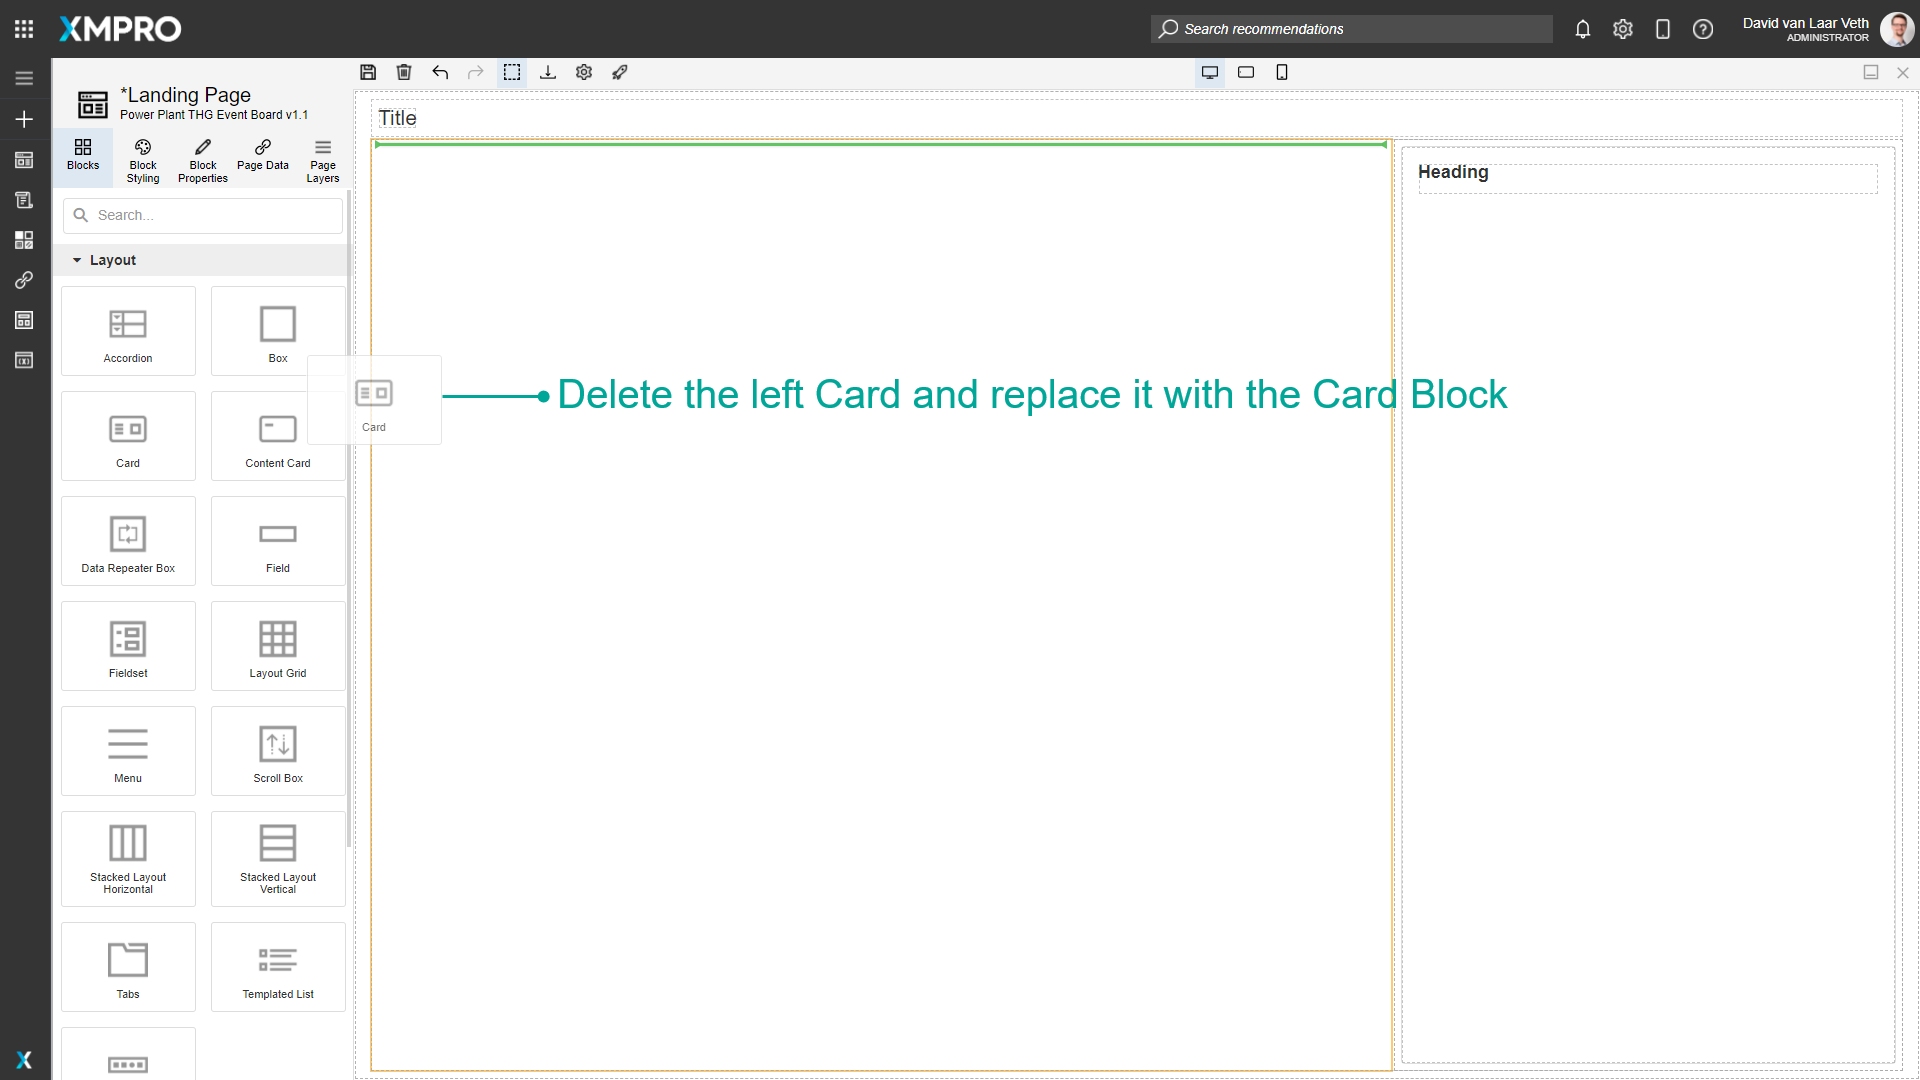 XMPRO
Search recommendations
David van Laar Veth
ADMINISTRATOR
*Landing Page
Power Plant THG Event Board v1.1
Blocks
Block Styling
Block Properties
Page Data
Page Layers
Search...
Layout
Accordion
Box
Card
Content Card
Card
Data Repeater Box
Field
Fieldset
Layout Grid
Menu
Scroll Box
Stacked Layout
Horizontal
Stacked Layout
Vertical
Tabs
Templated List
Title
Heading
Delete the left Card and replace it with the Card Block
X